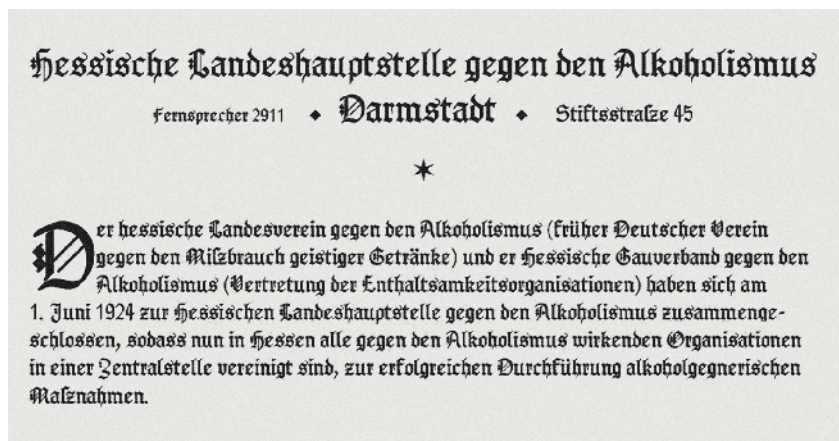 Hessische Landeshauptstelle gegen den Alkoholismus
Fernsprecher 2911 ◆ Darmstadt ◆ Stiftsstraße 45
✶
Der hessische Landesverein gegen den Alkoholismus (früher Deutscher Verein
gegen den Mißbrauch geistiger Getränke) und er Hessische Gauverband gegen den
Alkoholismus (Vertretung der Enthaltsamkeitsorganisationen) haben sich am
1. Juni 1924 zur Hessischen Landeshauptstelle gegen den Alkoholismus zusammenge-
schlossen, sodass nun in Hessen alle gegen den Alkoholismus wirkenden Organisationen
in einer Zentralstelle vereinigt sind, zur erfolgreichen Durchführung alkoholgegnerischen
Maßnahmen.